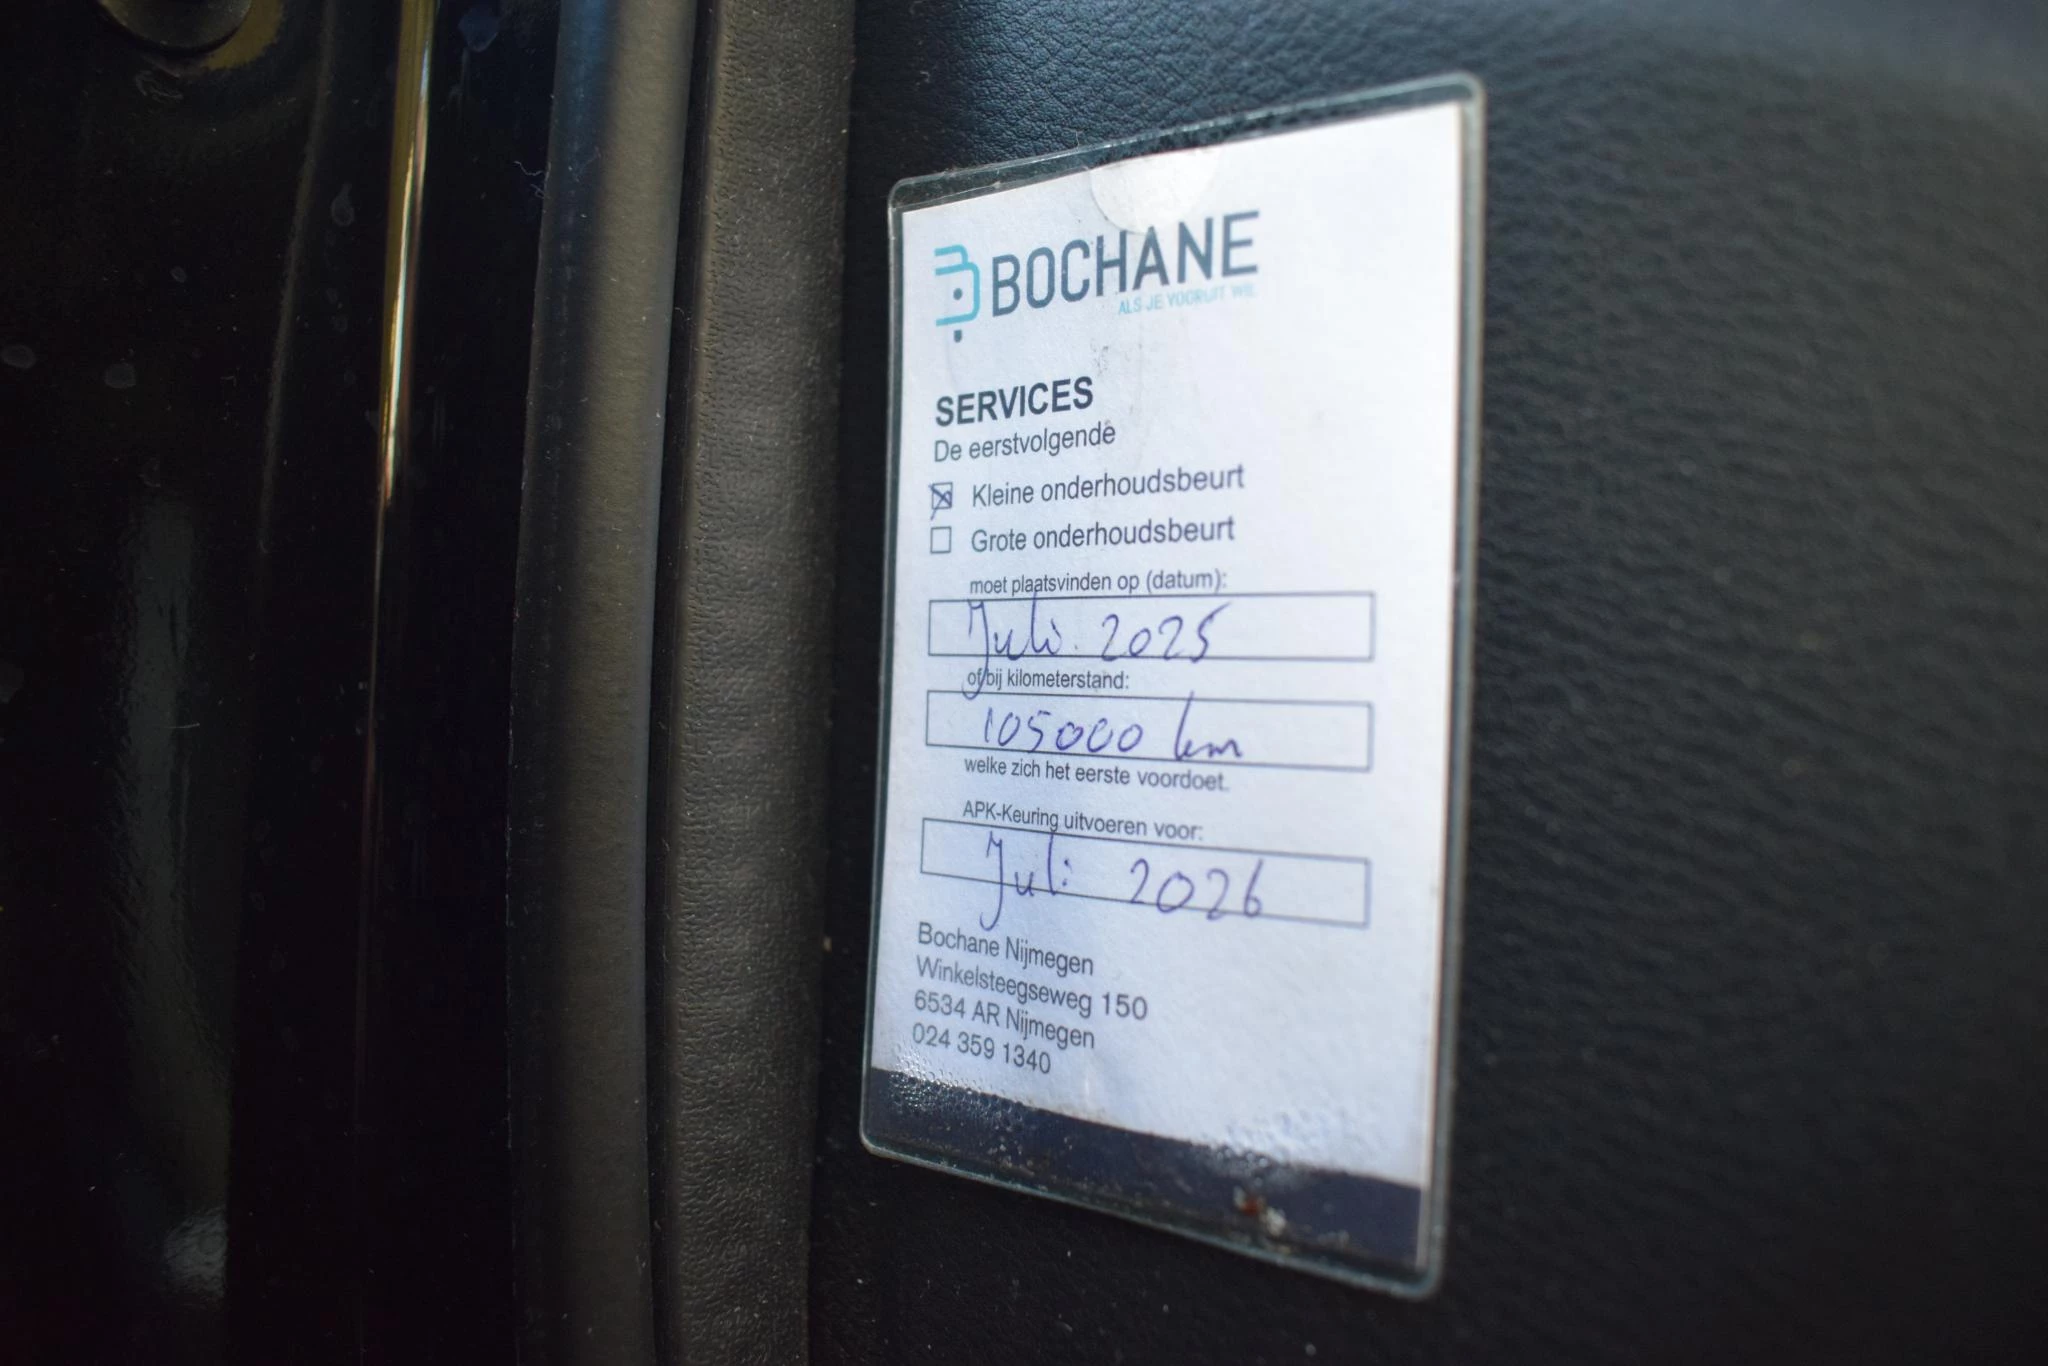 BOCHANE
ALS JE VOORUIT WIL
SERVICES
De eerstvolgende
Kleine onderhoudsbeurt
Grote onderhoudsbeurt
moet plaatsvinden op (datum):
Juli 2025
of bij kilometerstand:
105000 km
welke zich het eerste voordoet.
APK-Keuring uitvoeren voor:
Juli 2026
Bochane Nijmegen
Winkelsteegseweg 150
6534 AR Nijmegen
024 359 1340